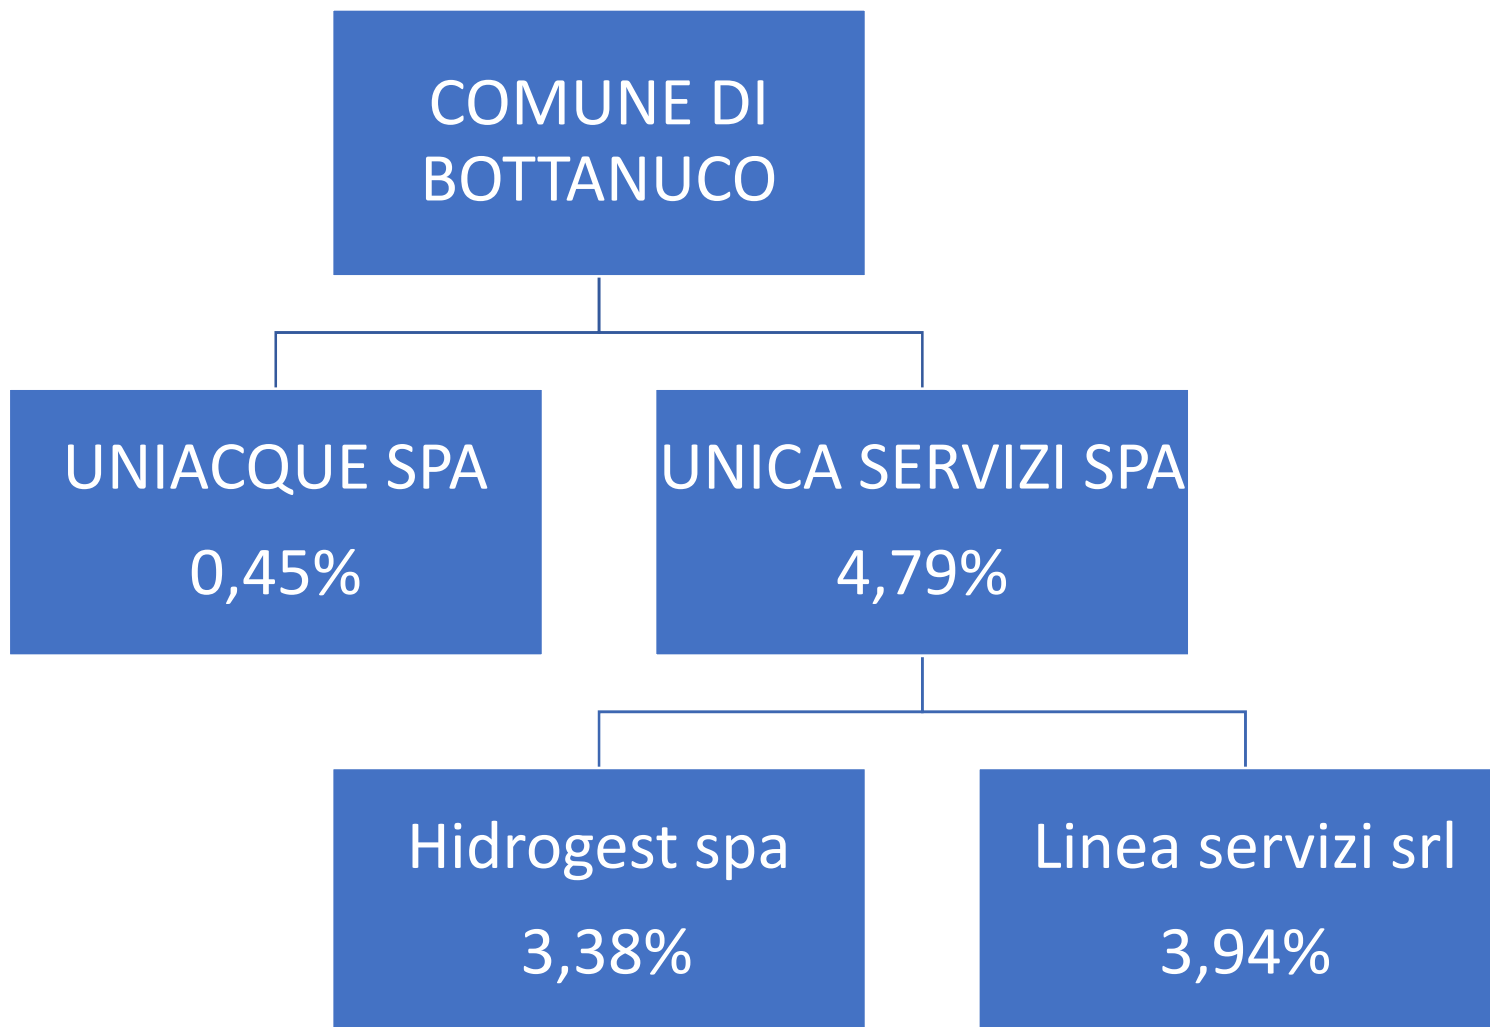 COMUNE DI
BOTTANUCO
UNIACQUE SPA
0,45%
UNICA SERVIZI SPA
4,79%
Hidrogest spa
3,38%
Linea servizi srl
3,94%